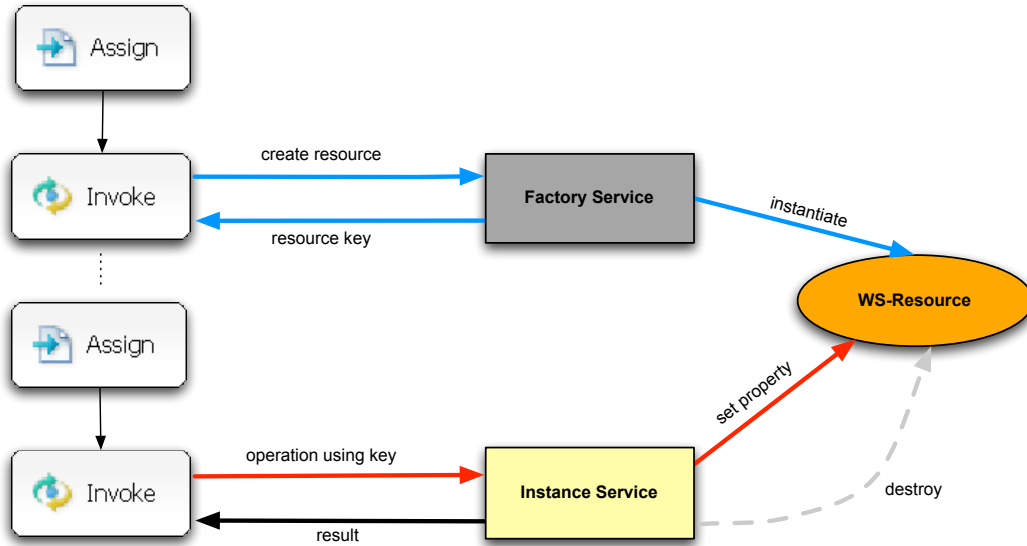 Assign
create resource
Invoke
Factory Service
instantiate
resource key
WS-Resource
Assign
set property
operation using key
Invoke
Instance Service
destroy
result